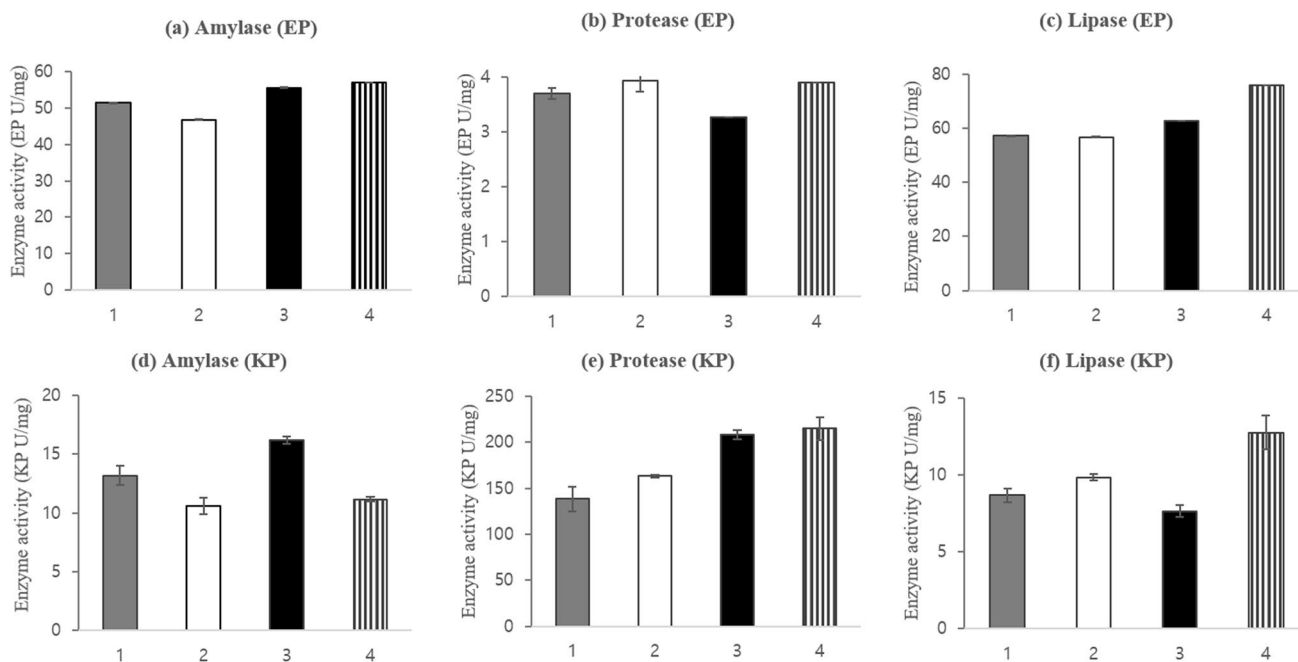 (a) Amylase (EP)
Enzyme activity (EP U/mg)
60
50
40
30
20
10
0
1 2 3 4
(b) Protease (EP)
Enzyme activity (EP U/mg)
4
3
2
1
0
1 2 3 4
(c) Lipase (EP)
Enzyme activity (EP U/mg)
80
60
40
20
0
1 2 3 4
(d) Amylase (KP)
Enzyme activity (KP U/mg)
20
15
10
5
0
1 2 3 4
(e) Protease (KP)
Enzyme activity (KP U/mg)
250
200
150
100
50
0
1 2 3 4
(f) Lipase (KP)
Enzyme activity (KP U/mg)
15
10
5
0
1 2 3 4